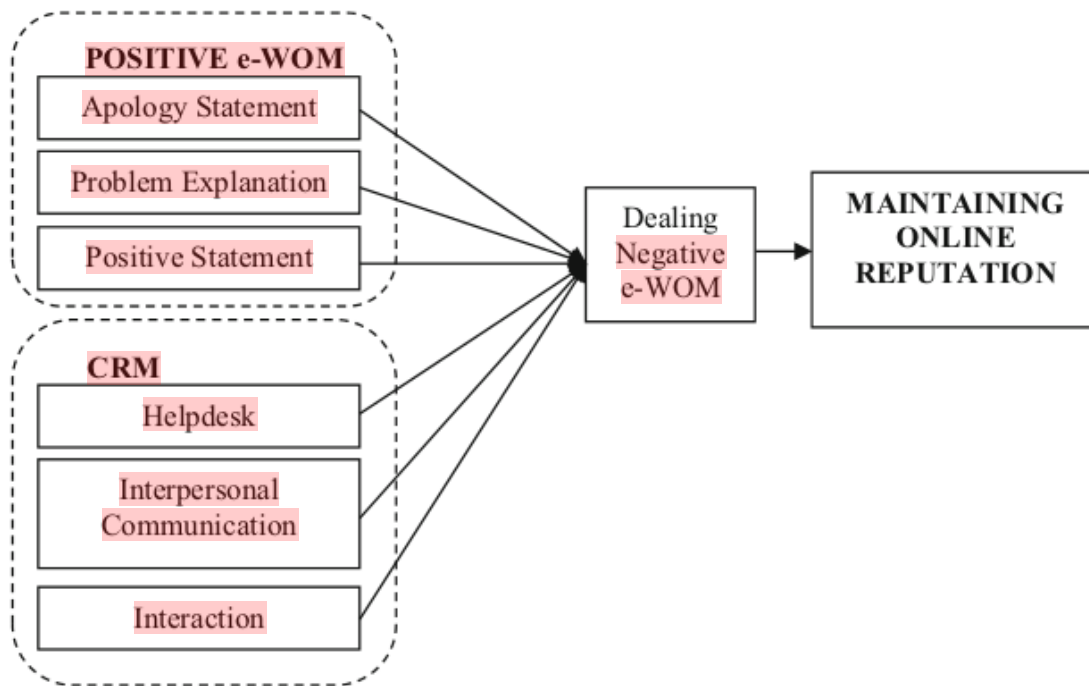 POSITIVE e-WOM
Apology Statement
Problem Explanation
Positive Statement
CRM
Helpdesk
Interpersonal
Communication
Interaction
Dealing
Negative
e-WOM
MAINTAINING
ONLINE
REPUTATION